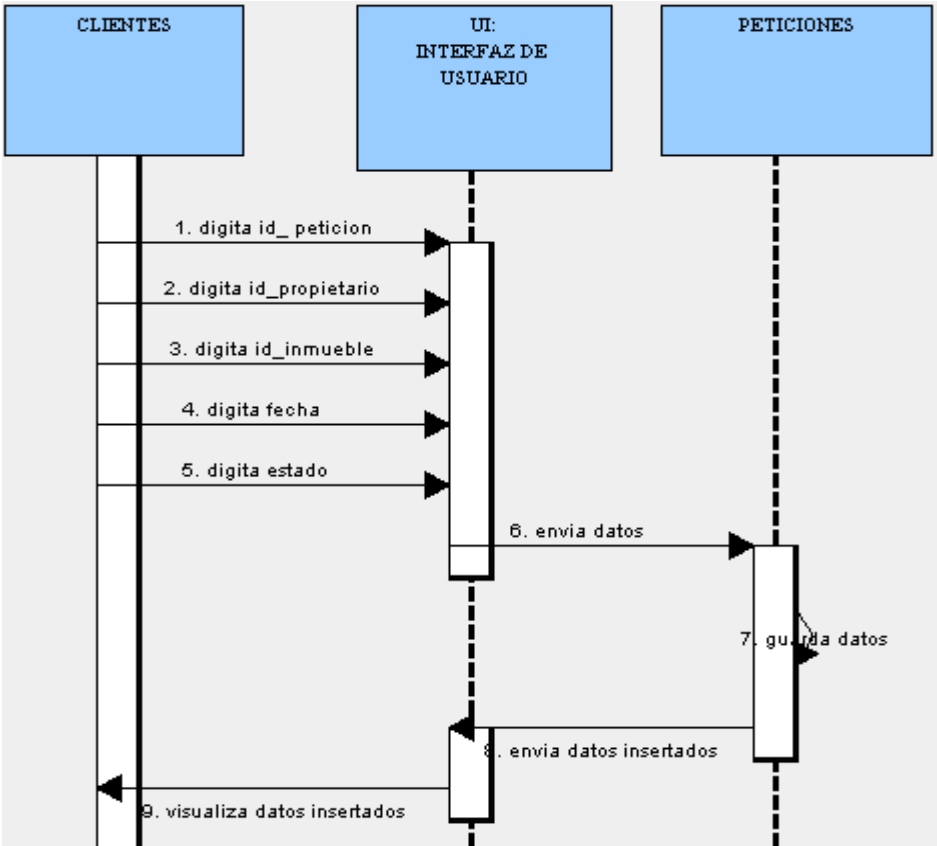 CLIENTES
UI:
INTERFAZ DE
USUARIO
PETICIONES
1. digita id_ peticion
2. digita id_propietario
3. digita id_inmueble
4. digita fecha
5. digita estado
6. envia datos
7. guarda datos
8. envia datos insertados
9. visualiza datos insertados